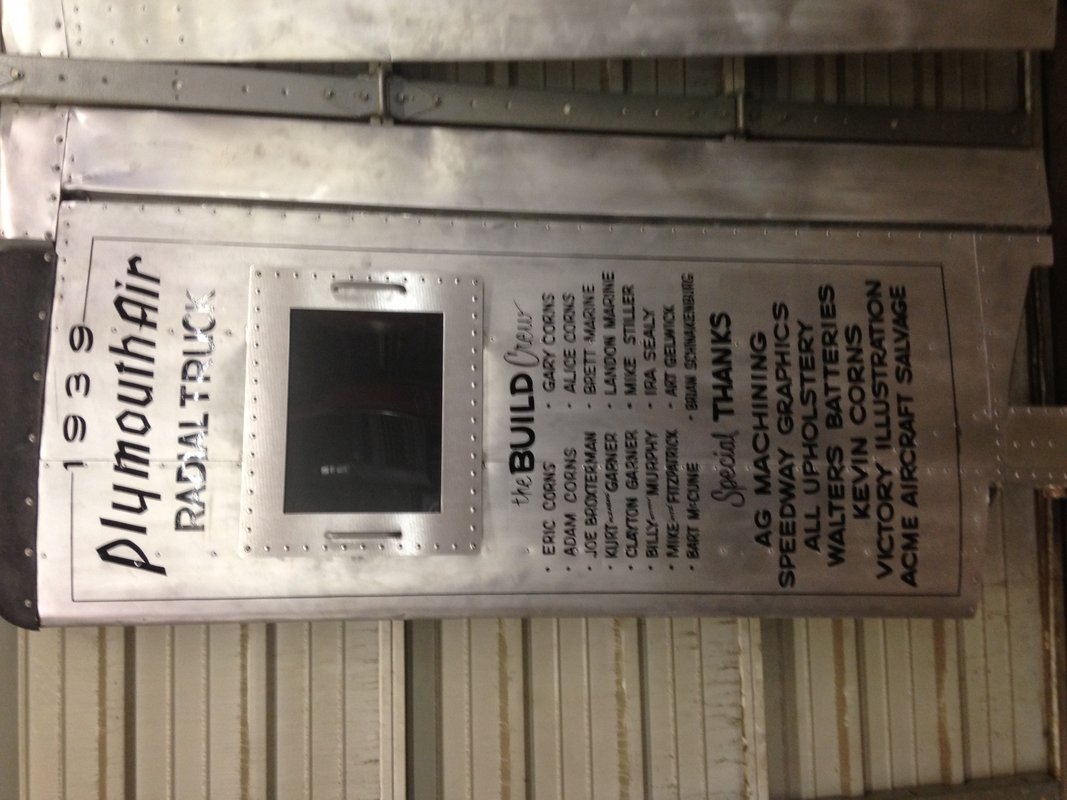 1939
PlymouthAir
RADIAL TRUCK
the BUILD Crew
• ERIC CORNS • GARY CORNS
• ADAM CORNS • ALICE CORNS
• JOE BROXTERMAN • BRETT MARINE
• KURT GARNER • LANDON MARINE
• CLAYTON GARNER • MIKE STILLER
• BILLY MURPHY • IRA SEALY
• MIKE FITZPATRICK • ART GELWICK
• BART McCUNE • BRIAN SCHNAKENBURG
Special THANKS
AG MACHINING
SPEEDWAY GRAPHICS
ALL UPHOLSTERY
WALTERS BATTERIES
KEVIN CORNS
VICTORY ILLUSTRATION
ACME AIRCRAFT SALVAGE